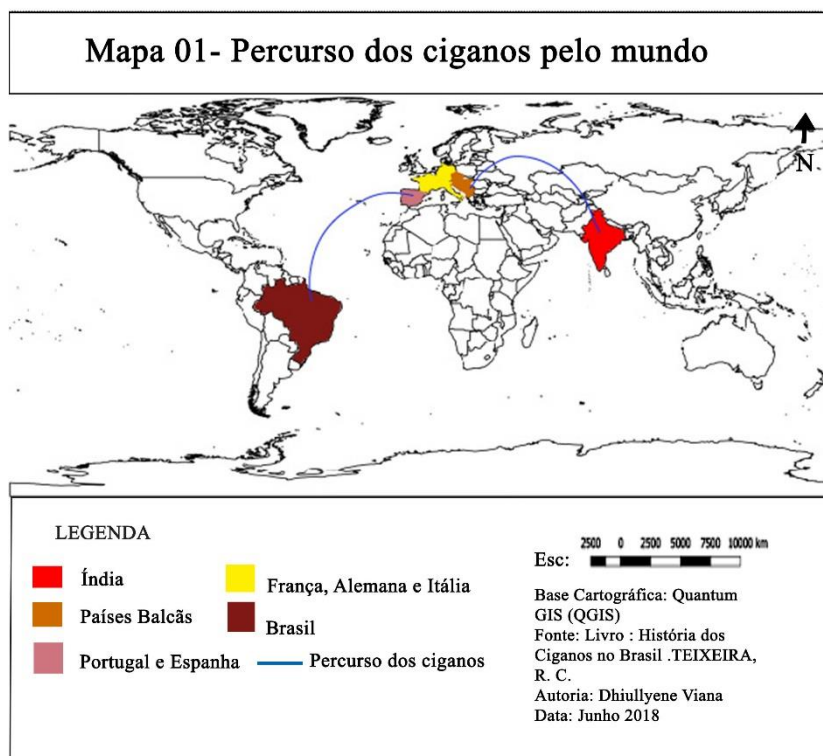 Mapa 01- Percurso dos ciganos pelo mundo
N
LEGENDA
Índia
Países Balcãs
Portugal e Espanha
França, Alemana e Itália
Brasil
Percurso dos ciganos
Esc:
2500 0 2500 5000 7500 10000 km
Base Cartográfica: Quantum
GIS (QGIS)
Fonte: Livro : História dos
Ciganos no Brasil .TEIXEIRA,
R. C.
Autoria: Dhiullyene Viana
Data: Junho 2018